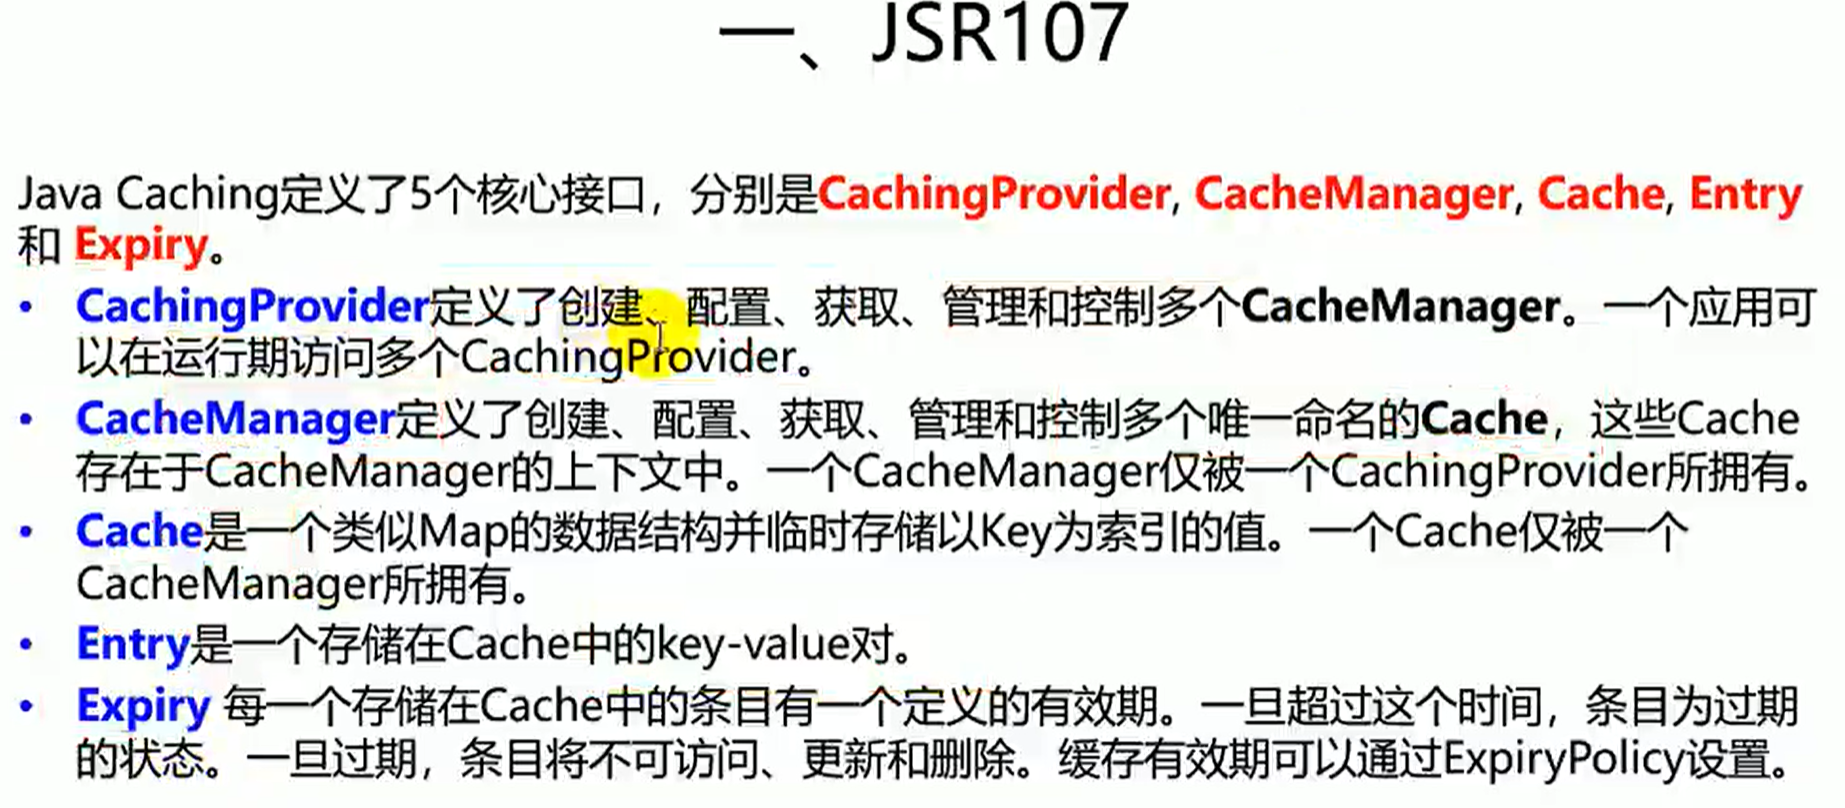 一、JSR107
Java Caching定义了5个核心接口，分别是CachingProvider, CacheManager, Cache, Entry
和 Expiry。
• CachingProvider定义了创建、配置、获取、管理和控制多个CacheManager。一个应用可
以在运行期访问多个CachingProvider。
• CacheManager定义了创建、配置、获取、管理和控制多个唯一命名的Cache，这些Cache
存在于CacheManager的上下文中。一个CacheManager仅被一个CachingProvider所拥有。
• Cache是一个类似Map的数据结构并临时存储以Key为索引的值。一个Cache仅被一个
CacheManager所拥有。
• Entry是一个存储在Cache中的key-value对。
• Expiry 每一个存储在Cache中的条目有一个定义的有效期。一旦超过这个时间，条目为过期
的状态。一旦过期，条目将不可访问、更新和删除。缓存有效期可以通过ExpiryPolicy设置。